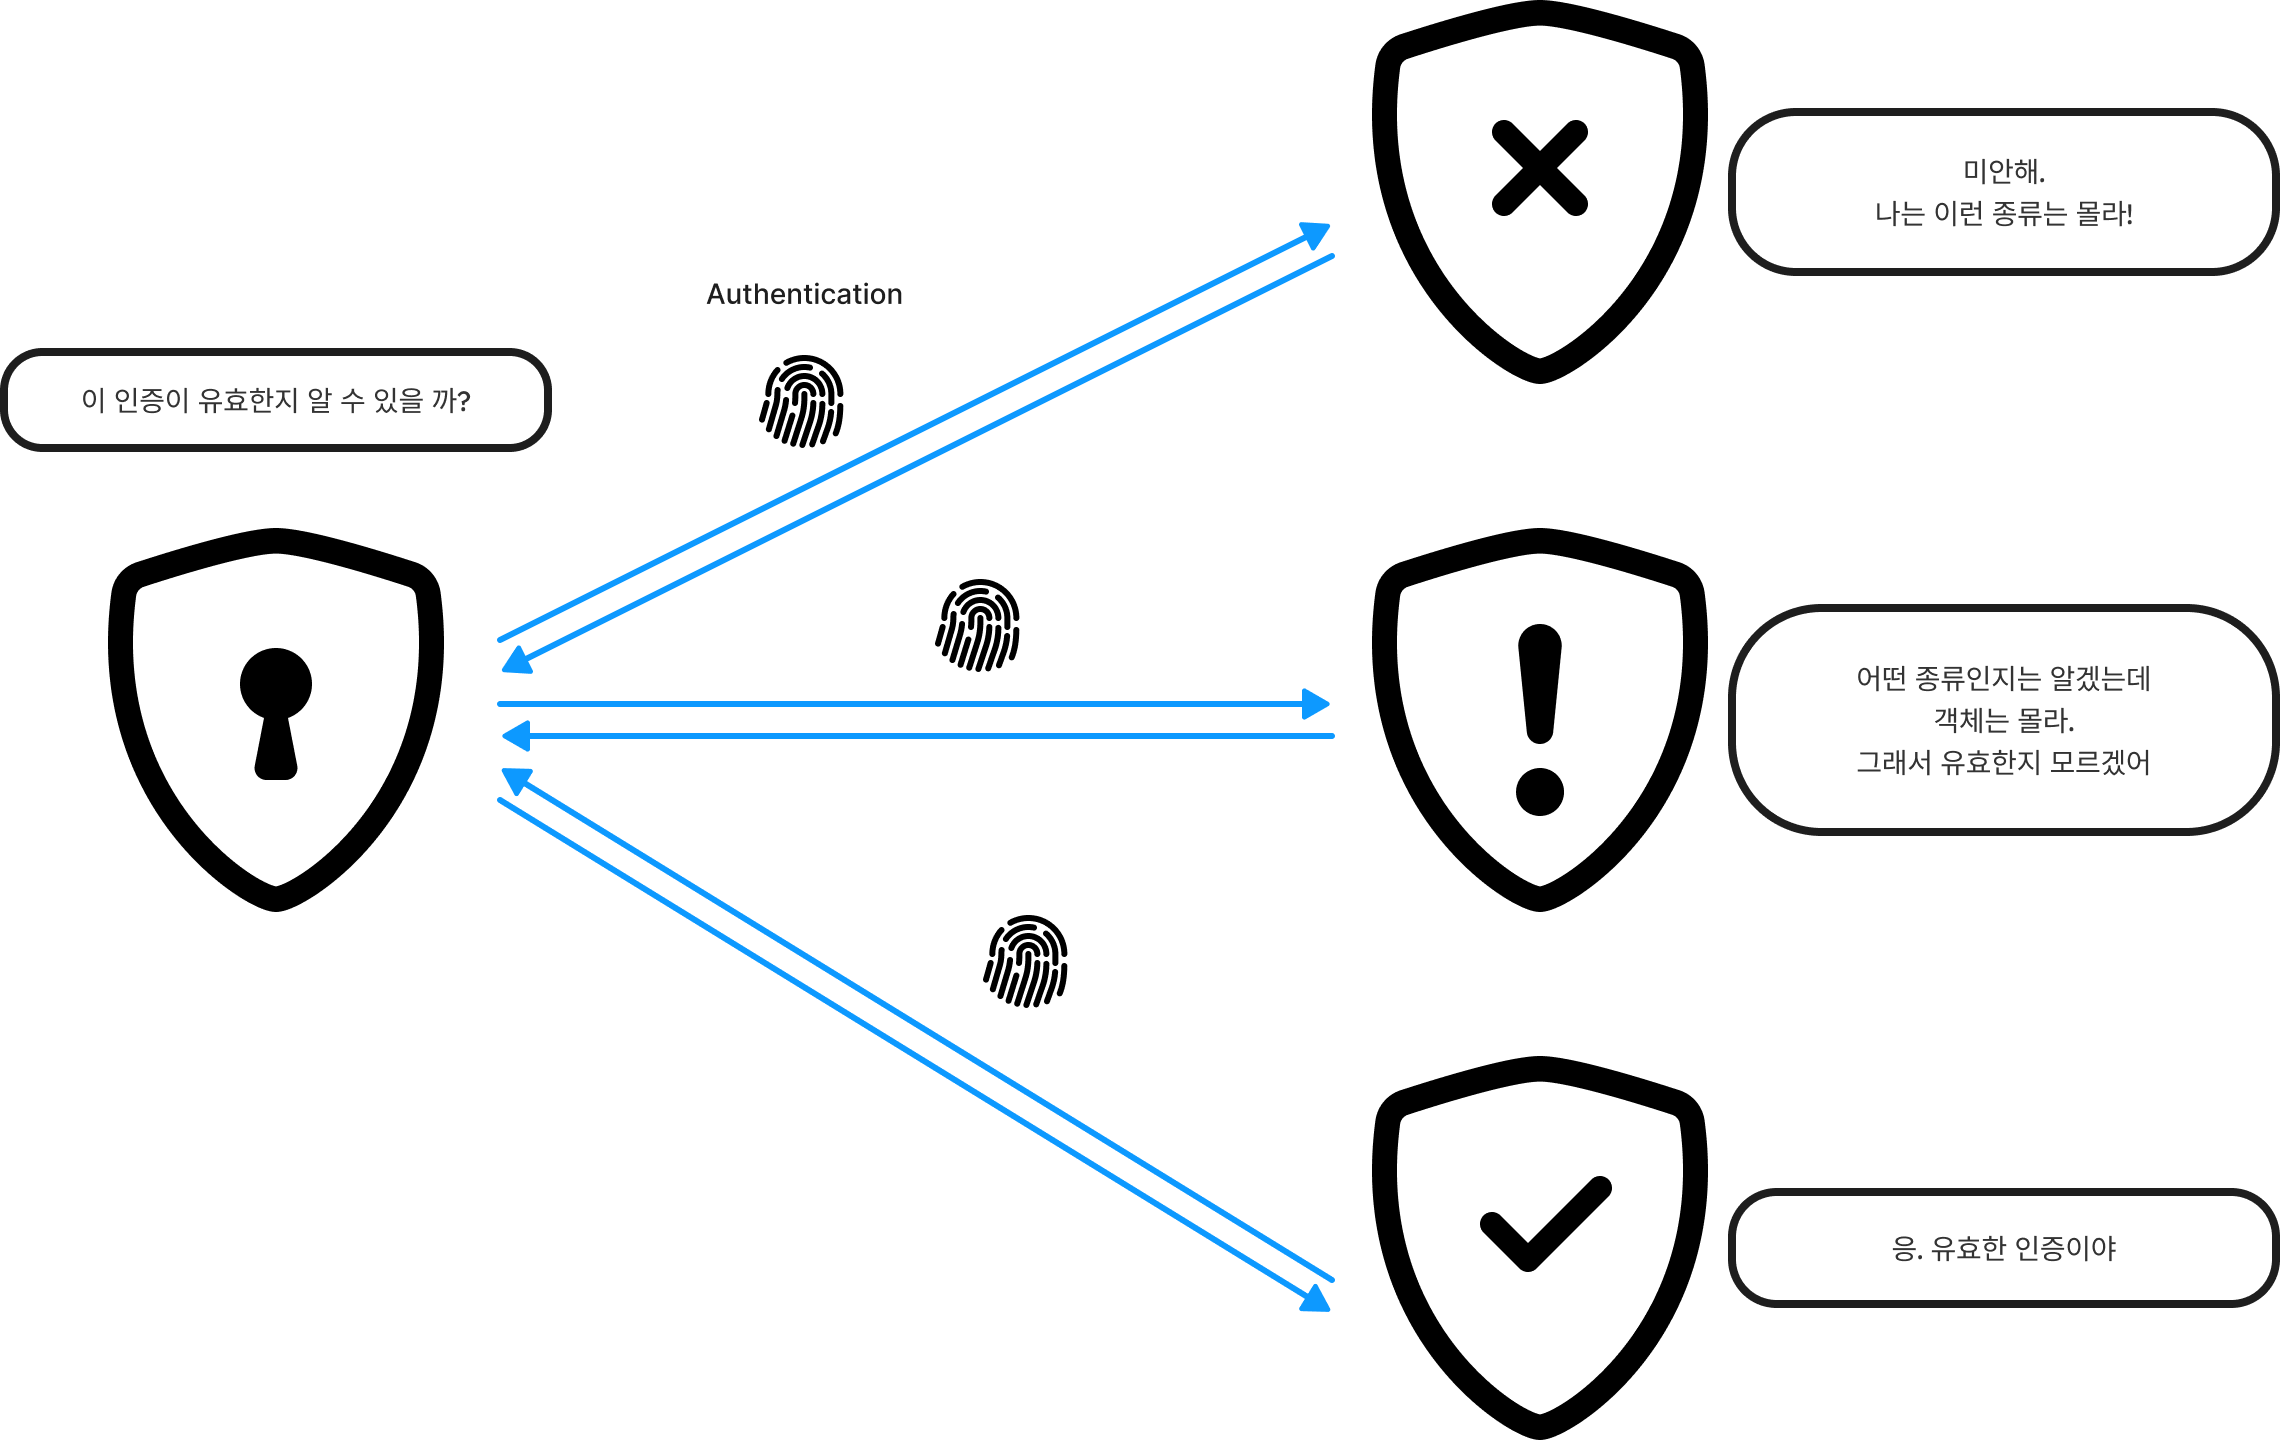 미안해.
나는 이런 종류는 몰라!
Authentication
이 인증이 유효한지 알 수 있을 까?
어떤 종류인지는 알겠는데
객체는 몰라.
그래서 유효한지 모르겠어
응. 유효한 인증이야